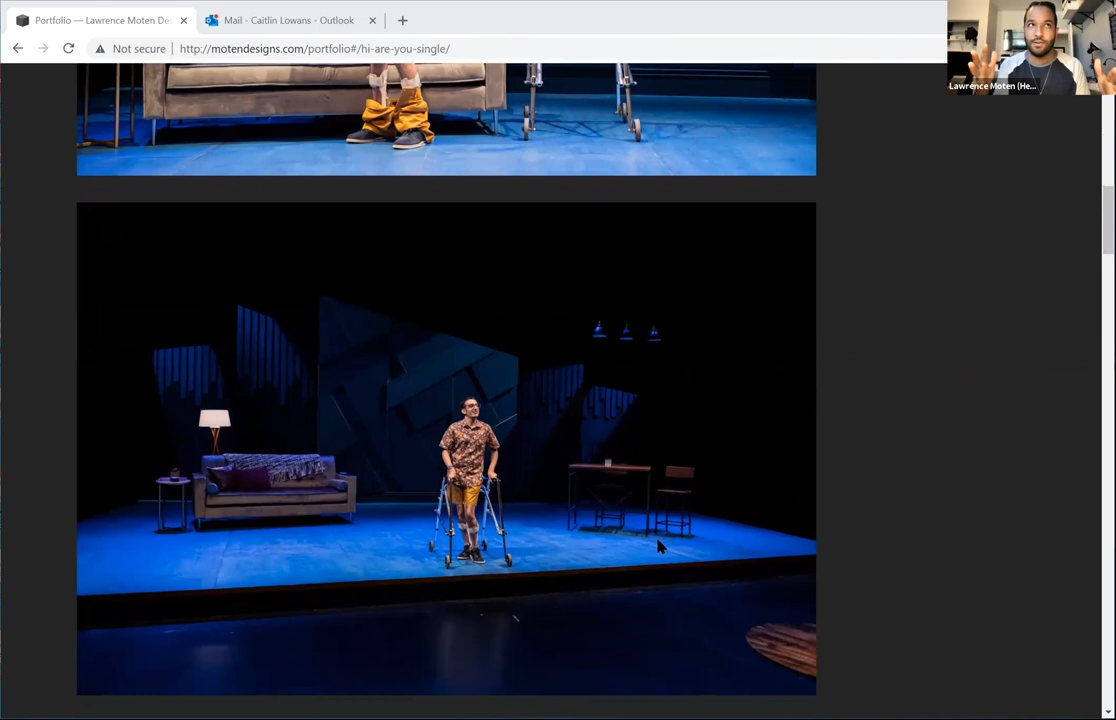 Portfolio — Lawrence Moten De
Mail - Caitlin Lowans - Outlook
Not secure
http://motendesigns.com/portfolio#/hi-are-you-single/
Lawrence Moten (He...